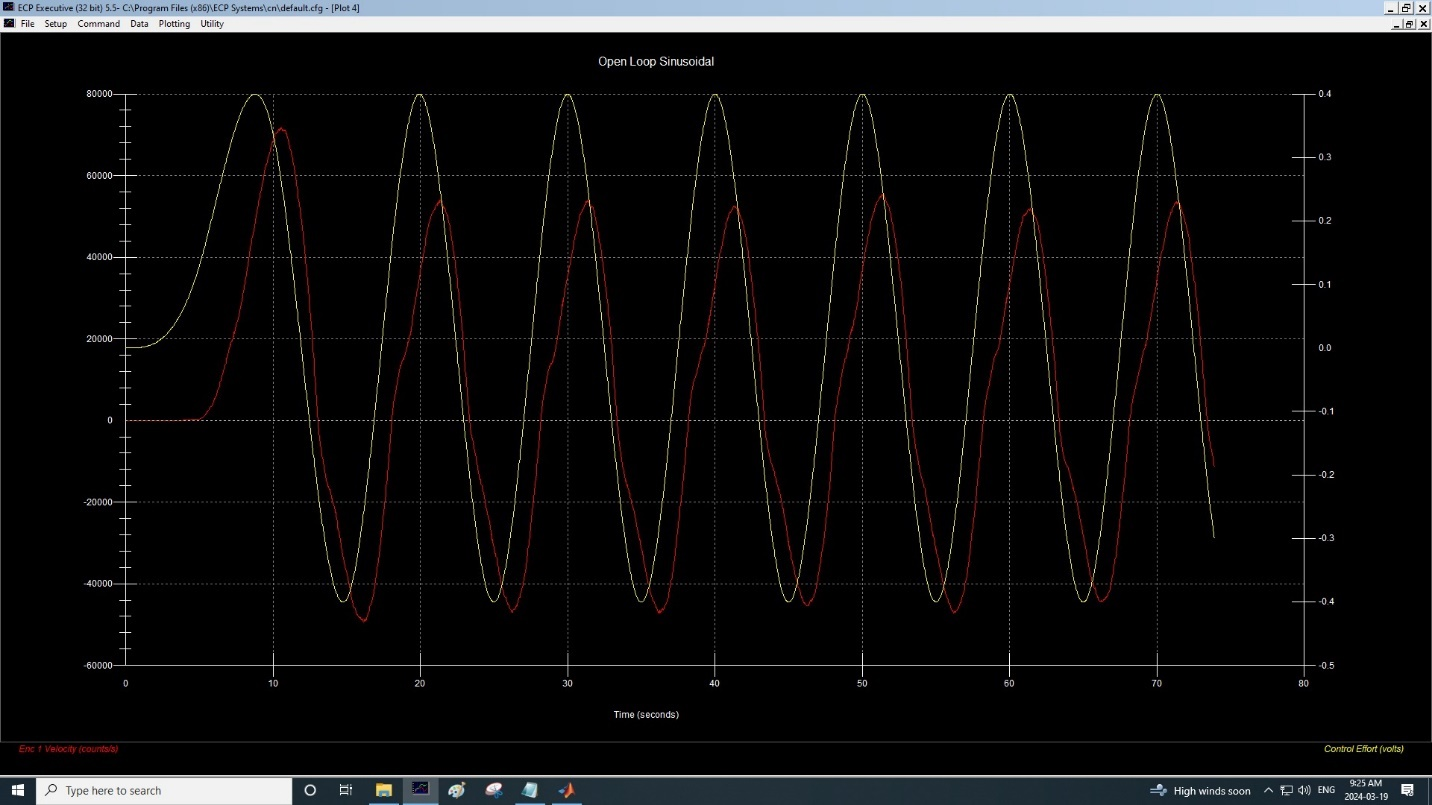 ECP Executive (32 bit) 5.5- C:\Program Files (x86)\ECP Systems\cn\default.cfg - [Plot 4]
File Setup Command Data Plotting Utility
Open Loop Sinusoidal
80000 0.4
0.3
60000
0.2
40000
0.1
20000 0.0
0 -0.1
-0.2
-20000
-0.3
-40000
-0.4
-60000 -0.5
0 10 20 30 40 50 60 70 80
Time (seconds)
Enc 1 Velocity (counts/s) Control Effort (volts)
Type here to search
High winds soon ENG 9:25 AM
2024-03-19